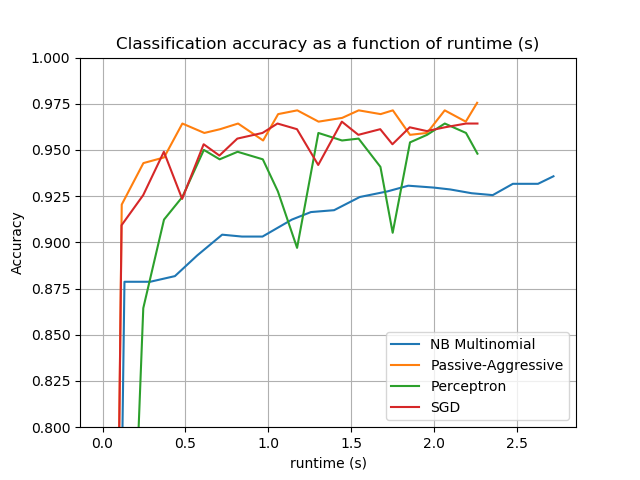 Classification accuracy as a function of runtime (s)
1.000
0.975
0.950
0.925
0.900
0.875
0.850
0.825
0.800
Accuracy
NB Multinomial
Passive-Aggressive
Perceptron
SGD
0.0 0.5 1.0 1.5 2.0 2.5
runtime (s)